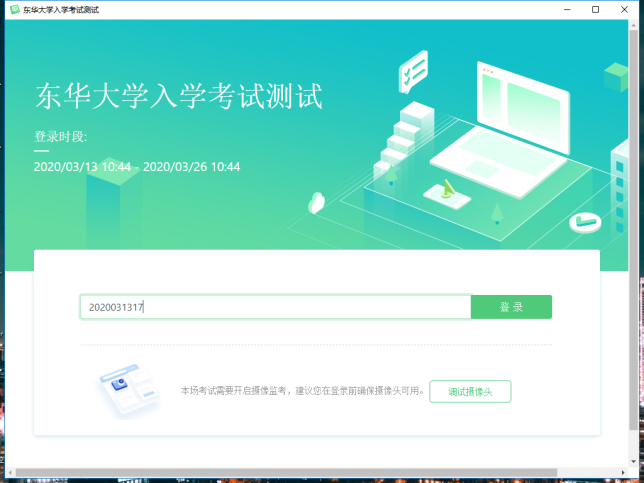 东华大学入学考试测试
东华大学入学考试测试
登录时段:
2020/03/13 10:44 - 2020/03/26 10:44
2020031317
登 录
本场考试需要开启摄像监考，建议您在登录前确保摄像头可用。
调试摄像头